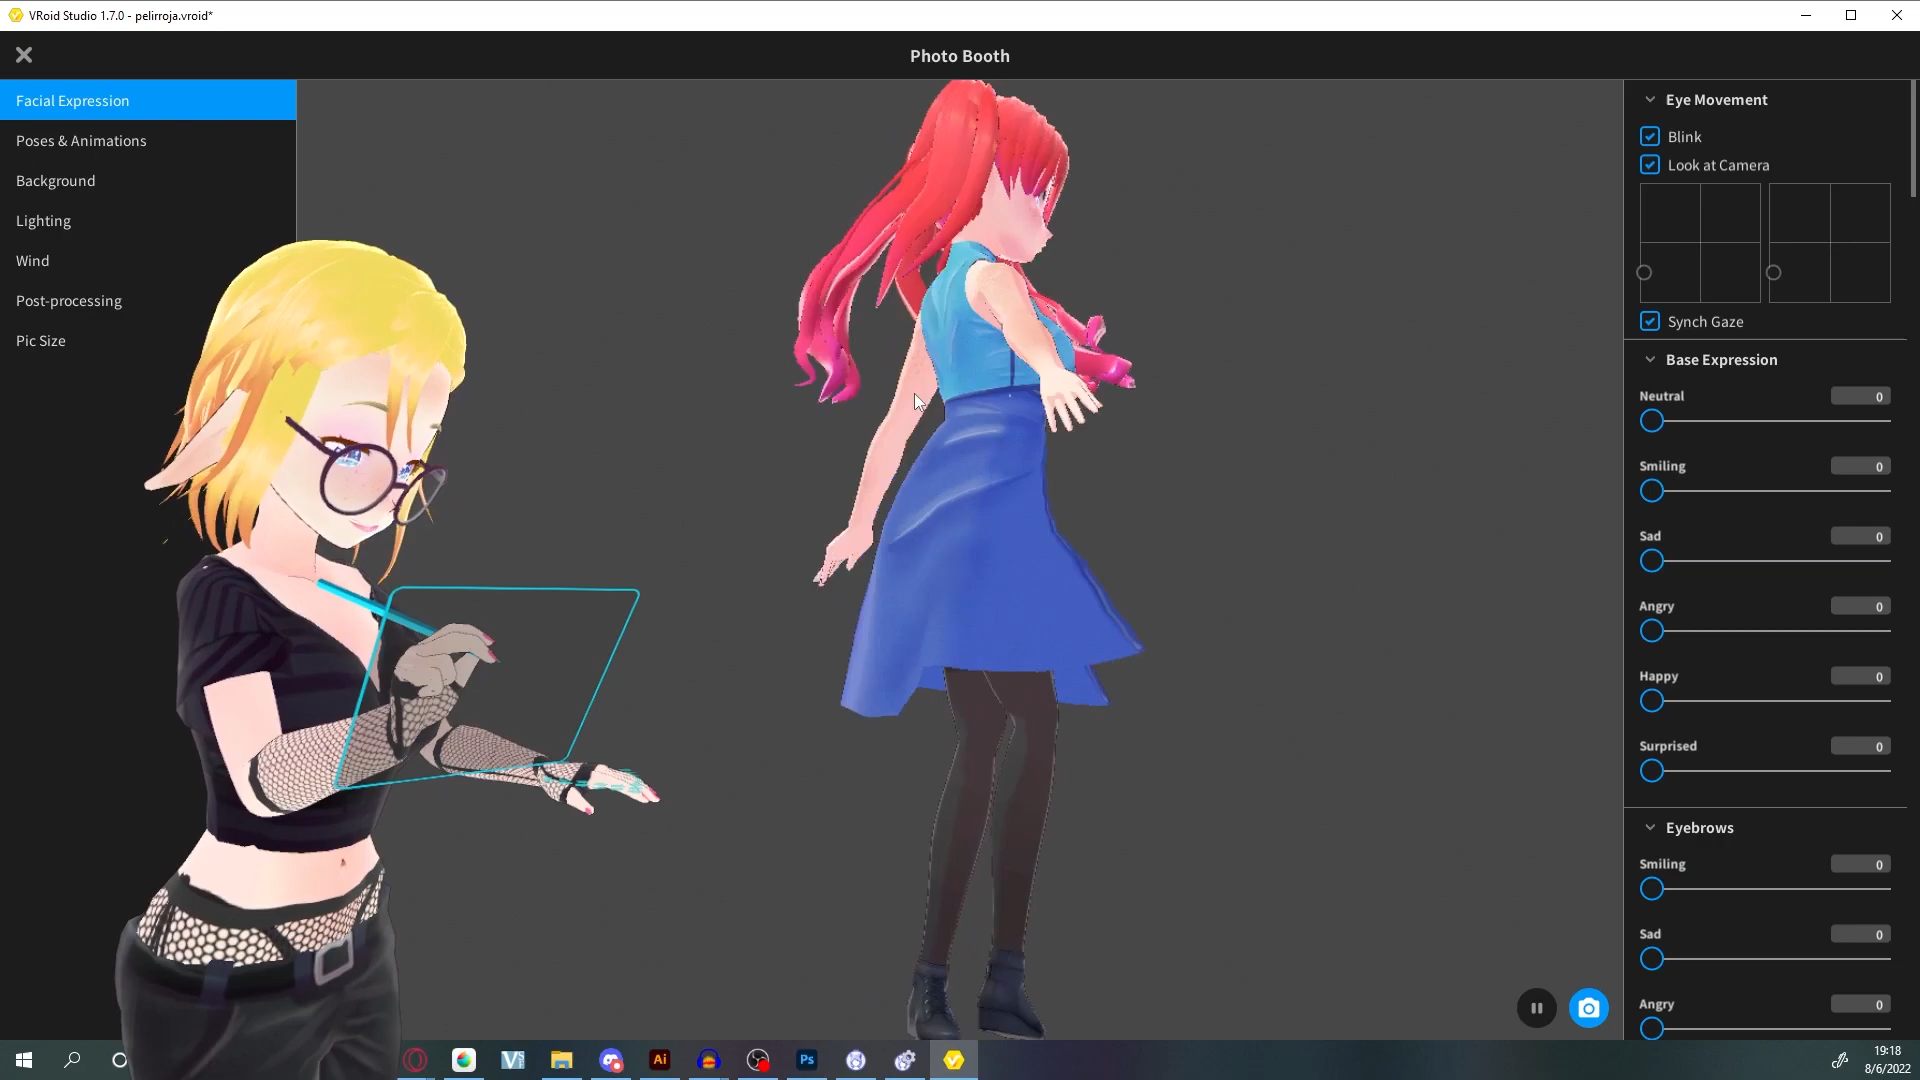 VRoid Studio 1.7.0 - pelirroja.vroid*
Photo Booth
Facial Expression
Poses & Animations
Background
Lighting
Wind
Post-processing
Pic Size
Eye Movement
Blink
Look at Camera
Synch Gaze
Base Expression
Neutral 0
Smiling 0
Sad 0
Angry 0
Happy 0
Surprised 0
Eyebrows
Smiling 0
Sad 0
Angry 0
Ai
Ps
19:18
8/6/2022